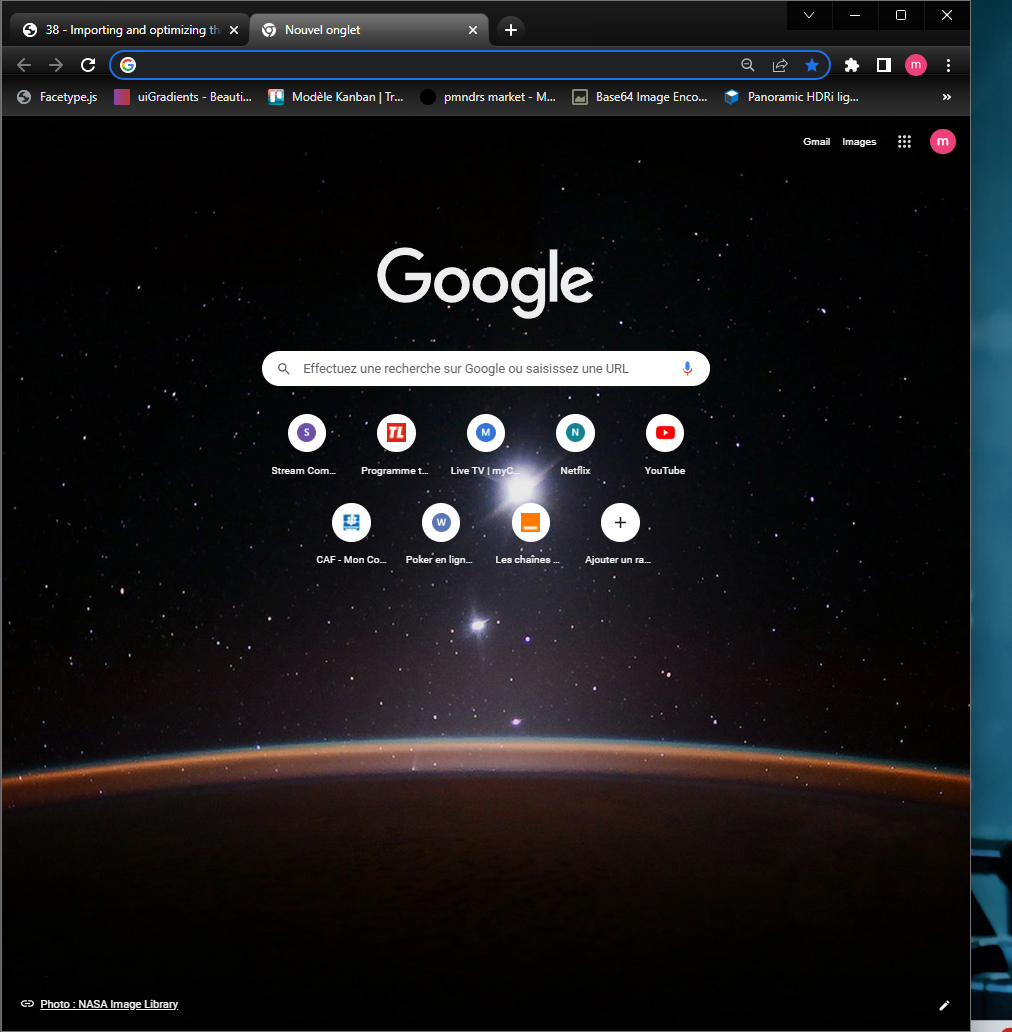 38 - Importing and optimizing th
Nouvel onglet
m
Facetype.js
uiGradients - Beauti...
Modèle Kanban | Tr...
pmndrs market - M...
Base64 Image Enco...
Panoramic HDRi lig...
»
Gmail
Images
m
Google
Effectuez une recherche sur Google ou saisissez une URL
S
TL
M
N
Stream Com...
Programme t...
Live TV | myC...
Netflix
YouTube
W
CAF - Mon Co...
Poker en lign...
Les chaînes ...
Ajouter un ra...
Photo : NASA Image Library